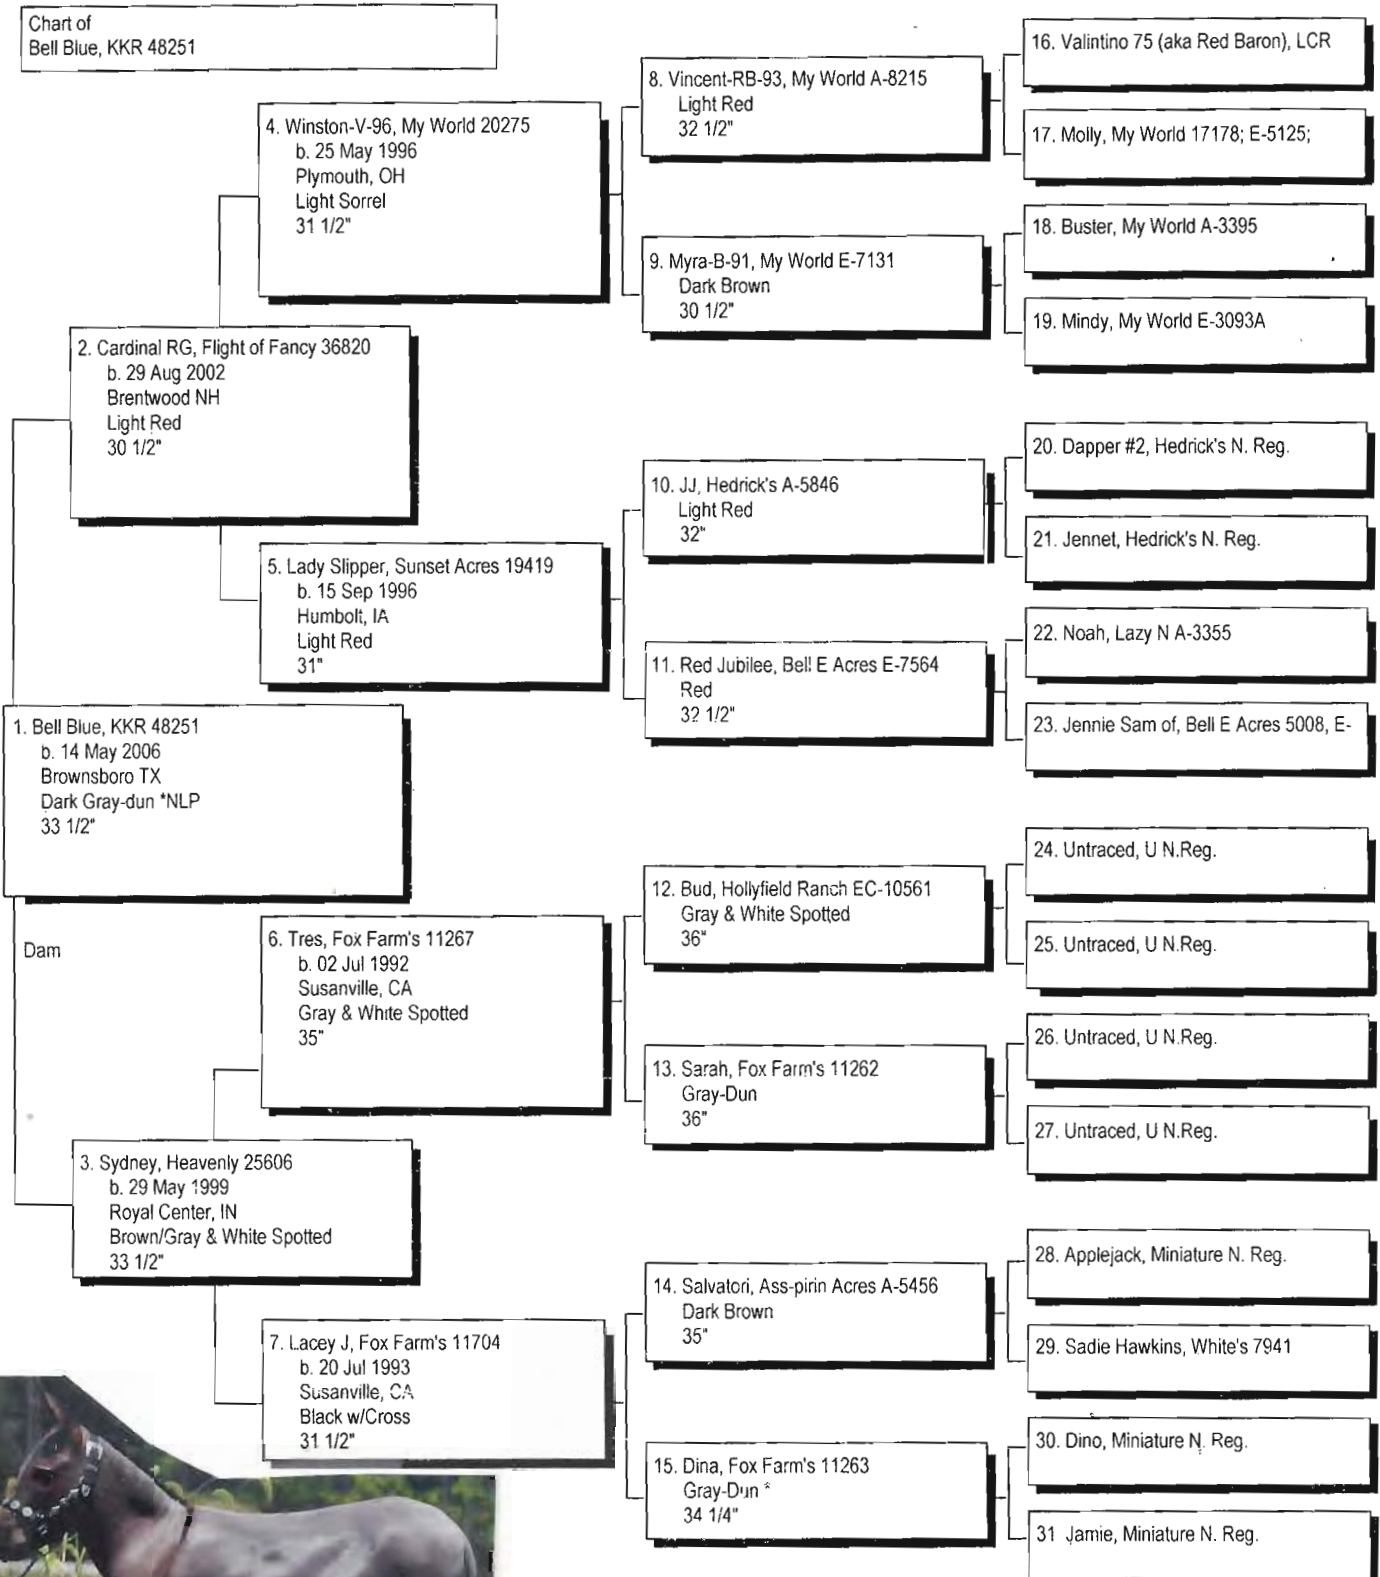 Chart of
Bell Blue, KKR 48251
1. Bell Blue, KKR 48251
b. 14 May 2006
Brownsboro TX
Dark Gray-dun *NLP
33 1/2"
Dam
2. Cardinal RG, Flight of Fancy 36820
b. 29 Aug 2002
Brentwood NH
Light Red
30 1/2"
3. Sydney, Heavenly 25606
b. 29 May 1999
Royal Center, IN
Brown/Gray & White Spotted
33 1/2"
4. Winston-V-96, My World 20275
b. 25 May 1996
Plymouth, OH
Light Sorrel
31 1/2"
5. Lady Slipper, Sunset Acres 19419
b. 15 Sep 1996
Humbolt, IA
Light Red
31"
6. Tres, Fox Farm's 11267
b. 02 Jul 1992
Susanville, CA
Gray & White Spotted
35"
7. Lacey J, Fox Farm's 11704
b. 20 Jul 1993
Susanville, CA
Black w/Cross
31 1/2"
8. Vincent-RB-93, My World A-8215
Light Red
32 1/2"
9. Myra-B-91, My World E-7131
Dark Brown
30 1/2"
10. JJ, Hedrick's A-5846
Light Red
32"
11. Red Jubilee, Bell E Acres E-7564
Red
32 1/2"
12. Bud, Hollyfield Ranch EC-10561
Gray & White Spotted
36"
13. Sarah, Fox Farm's 11262
Gray-Dun
36"
14. Salvatori, Ass-pirin Acres A-5456
Dark Brown
35"
15. Dina, Fox Farm's 11263
Gray-Dun *
34 1/4"
16. Valintino 75 (aka Red Baron), LCR
17. Molly, My World 17178; E-5125;
18. Buster, My World A-3395
19. Mindy, My World E-3093A
20. Dapper #2, Hedrick's N. Reg.
21. Jennet, Hedrick's N. Reg.
22. Noah, Lazy N A-3355
23. Jennie Sam of, Bell E Acres 5008, E-
24. Untraced, U N.Reg.
25. Untraced, U N.Reg.
26. Untraced, U N.Reg.
27. Untraced, U N.Reg.
28. Applejack, Miniature N. Reg.
29. Sadie Hawkins, White's 7941
30. Dino, Miniature N. Reg.
31 Jamie, Miniature N. Reg.